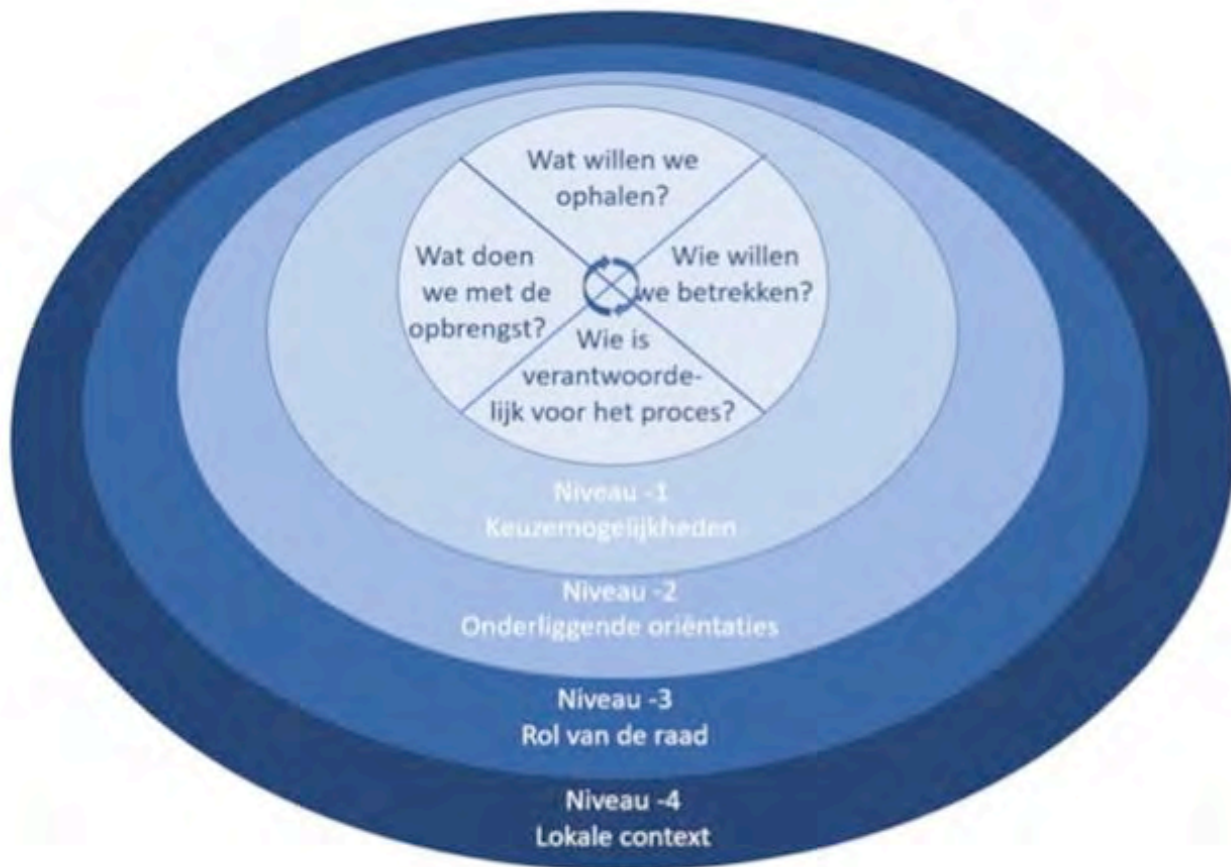 Wat willen we
ophalen?
Wie willen
we betrekken?
Wie is
verantwoorde-
lijk voor het proces?
Wat doen
we met de
opbrengst?
Niveau -1
Keuzemogelijkheden
Niveau -2
Onderliggende oriëntaties
Niveau -3
Rol van de raad
Niveau -4
Lokale context